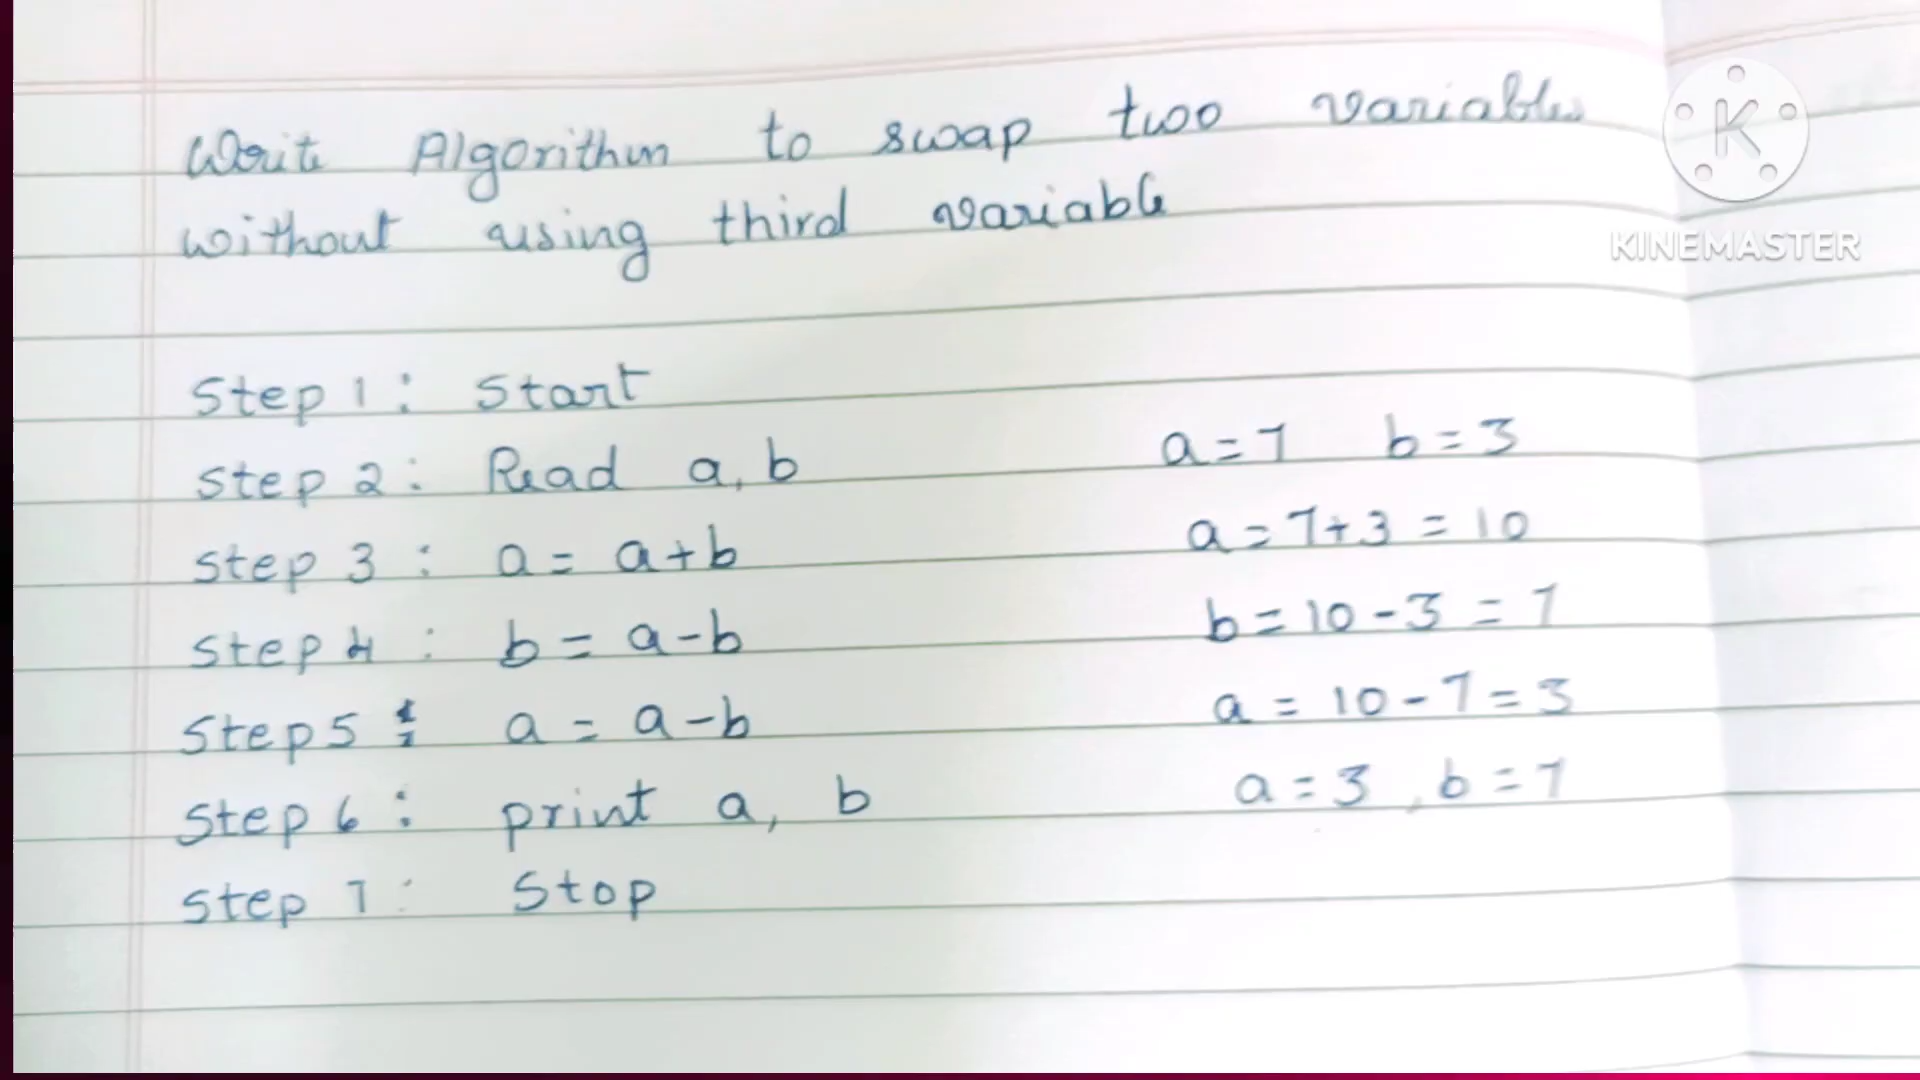 Write Algorithm to swap two variables
without using third variable
KINEMASTER
Step 1 : Start
Step 2 : Read a, b a = 7 b = 3
Step 3 : a = a + b a = 7 + 3 = 10
Step 4 : b = a - b b = 10 - 3 = 7
Step 5 : a = a - b a = 10 - 7 = 3
Step 6 : print a, b a = 3 , b = 7
Step 7 : Stop